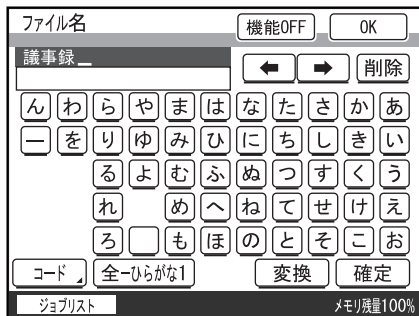 ファイル名 機能OFF OK
議事録_ ← → 削除
ん わ ら や ま は な た さ か あ
ー を り ゆ み ひ に ち し き い
る よ む ふ ぬ つ す く う
れ め へ ね て せ け え
ろ も ほ の と そ こ お
コード 全-ひらがな1 変換 確定
ジョブリスト メモリ残量100%